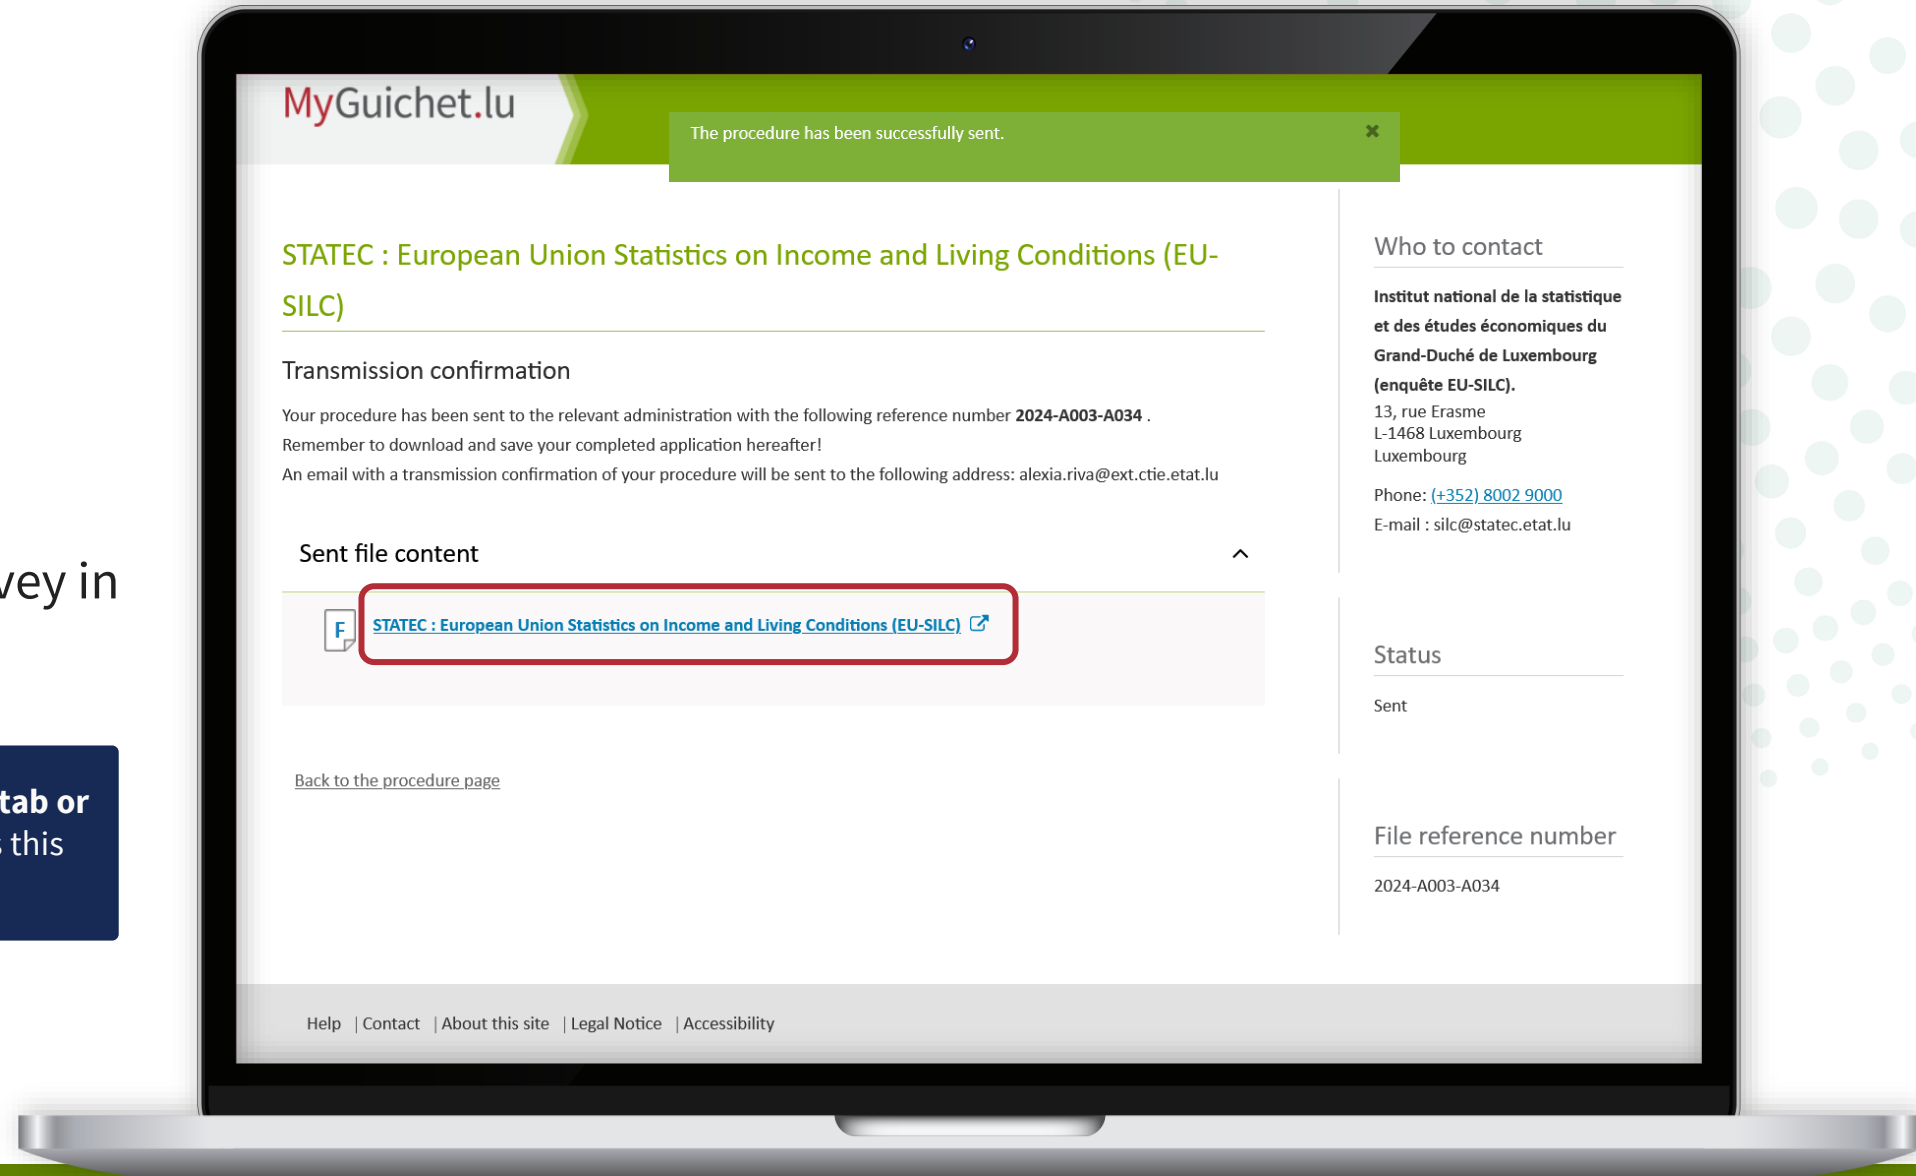 MyGuichet.lu
The procedure has been successfully sent.
STATEC : European Union Statistics on Income and Living Conditions (EU-
SILC)
Transmission confirmation
Your procedure has been sent to the relevant administration with the following reference number 2024-A003-A034 .
Remember to download and save your completed application hereafter!
An email with a transmission confirmation of your procedure will be sent to the following address: alexia.riva@ext.ctie.etat.lu
Sent file content
F
STATEC : European Union Statistics on Income and Living Conditions (EU-SILC)
Back to the procedure page
Who to contact
Institut national de la statistique
et des études économiques du
Grand-Duché de Luxembourg
(enquête EU-SILC).
13, rue Erasme
L-1468 Luxembourg
Luxembourg
Phone: (+352) 8002 9000
E-mail : silc@statec.etat.lu
Status
Sent
File reference number
2024-A003-A034
Help | Contact | About this site | Legal Notice | Accessibility
in
tab or
this